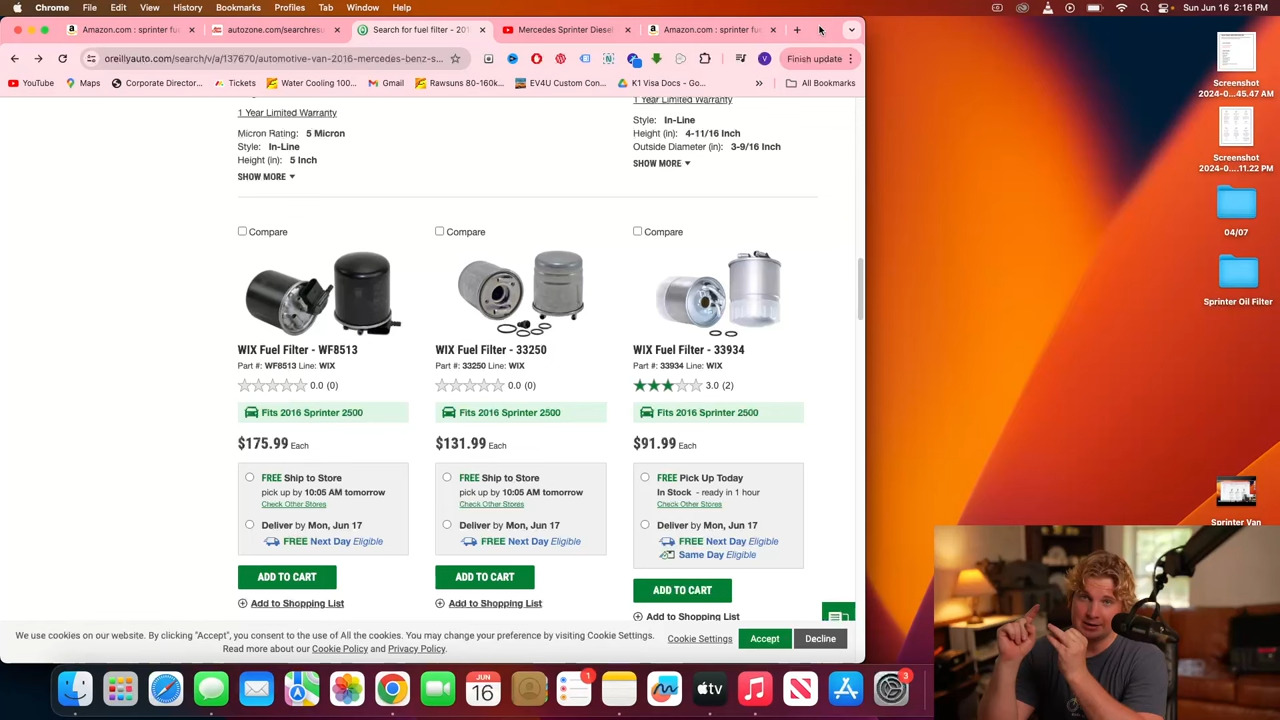 Chrome File Edit View History Bookmarks Profiles Tab Window Help
Sun Jun 16 2:16 PM
Amazon.com : sprinter fu
autozone.com/searchresu
Search for fuel filter - 201
Mercedes Sprinter Diesel
Amazon.com : sprinter fu
oreillyauto.com/search/v/a/137670/automotive-van-2016-mercedes-benz-s...
V
Finish update
YouTube
Maps
Corporate Director...
Tickets
Water Cooling 100...
Gmail
Rawsuns 80-160k...
EV4U Custom Con...
K1 Visa Docs - Go...
»
All Bookmarks
1 Year Limited Warranty
Micron Rating: 5 Micron
Style: In-Line
Height (in): 5 Inch
SHOW MORE
1 Year Limited Warranty
Style: In-Line
Height (in): 4-11/16 Inch
Outside Diameter (in): 3-9/16 Inch
SHOW MORE
Compare
WIX Fuel Filter - WF8513
Part #: WF8513 Line: WIX
0.0 (0)
Fits 2016 Sprinter 2500
$175.99 Each
FREE Ship to Store
pick up by 10:05 AM tomorrow
Check Other Stores
Deliver by Mon, Jun 17
FREE Next Day Eligible
ADD TO CART
Add to Shopping List
Compare
WIX Fuel Filter - 33250
Part #: 33250 Line: WIX
0.0 (0)
Fits 2016 Sprinter 2500
$131.99 Each
FREE Ship to Store
pick up by 10:05 AM tomorrow
Check Other Stores
Deliver by Mon, Jun 17
FREE Next Day Eligible
ADD TO CART
Add to Shopping List
Compare
WIX Fuel Filter - 33934
Part #: 33934 Line: WIX
3.0 (2)
Fits 2016 Sprinter 2500
$91.99 Each
FREE Pick Up Today
In Stock - ready in 1 hour
Check Other Stores
Deliver by Mon, Jun 17
FREE Next Day Eligible
Same Day Eligible
ADD TO CART
Add to Shopping List
We use cookies on our website. By clicking "Accept", you consent to the use of All the cookies. You may change your preference by visiting Cookie Settings.
Read more about our Cookie Policy and Privacy Policy.
Cookie Settings
Accept
Decline
Screenshot
2024-0...45.47 AM
Screenshot
2024-0....11.22 PM
04/07
Sprinter Oil Filter
Sprinter Van
JUN
16
1
tv
3